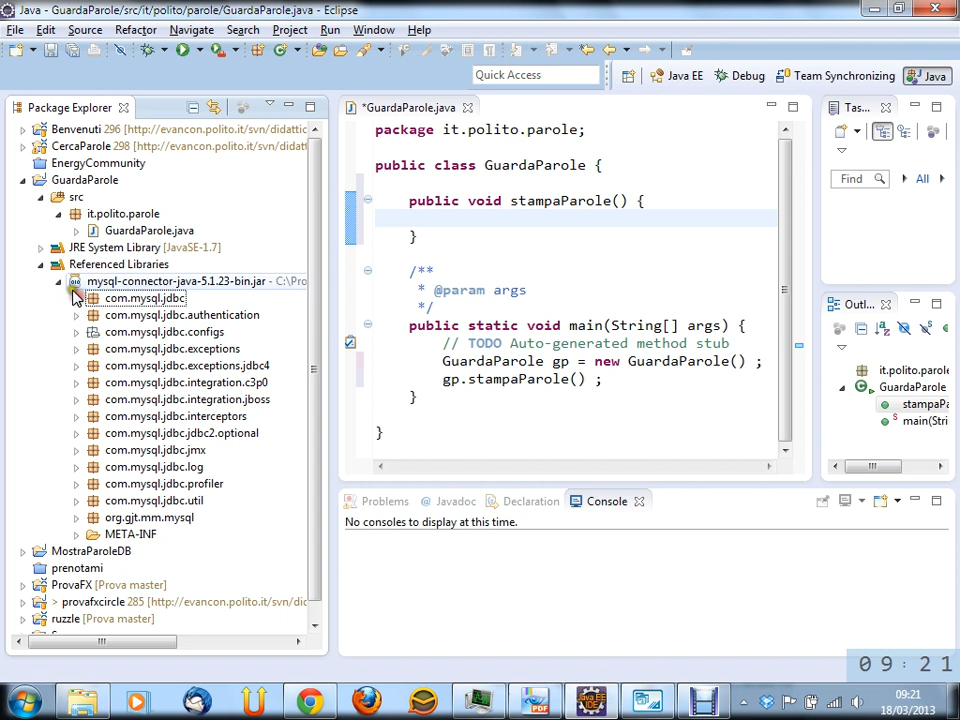 Java - GuardaParole/src/it/polito/parole/GuardaParole.java - Eclipse
File Edit Source Refactor Navigate Search Project Run Window Help
Quick Access
Java EE
Debug
Team Synchronizing
Java
Package Explorer
Benvenuti 296 [http://evancon.polito.it/svn/didatti
CercaParole 298 [http://evancon.polito.it/svn/didatt
EnergyCommunity
GuardaParole
src
it.polito.parole
GuardaParole.java
JRE System Library [JavaSE-1.7]
Referenced Libraries
mysql-connector-java-5.1.23-bin.jar - C:\Pro
com.mysql.jdbc
com.mysql.jdbc.authentication
com.mysql.jdbc.configs
com.mysql.jdbc.exceptions
com.mysql.jdbc.exceptions.jdbc4
com.mysql.jdbc.integration.c3p0
com.mysql.jdbc.integration.jboss
com.mysql.jdbc.interceptors
com.mysql.jdbc.jdbc2.optional
com.mysql.jdbc.jmx
com.mysql.jdbc.log
com.mysql.jdbc.profiler
com.mysql.jdbc.util
org.gjt.mm.mysql
META-INF
MostraParoleDB
prenotami
ProvaFX [Prova master]
> provafxcircle 285 [http://evancon.polito.it/svn/dic
ruzzle [Prova master]
*GuardaParole.java
package it.polito.parole;
public class GuardaParole {
public void stampaParole() {
}
/**
* @param args
*/
public static void main(String[] args) {
// TODO Auto-generated method stub
GuardaParole gp = new GuardaParole() ;
gp.stampaParole() ;
}
}
Tas...
Find
All
Outl...
it.polito.parole
GuardaParole
stampaPa
main(Stri
Problems
Javadoc
Declaration
Console
No consoles to display at this time.
09:21
09:21
18/03/2013